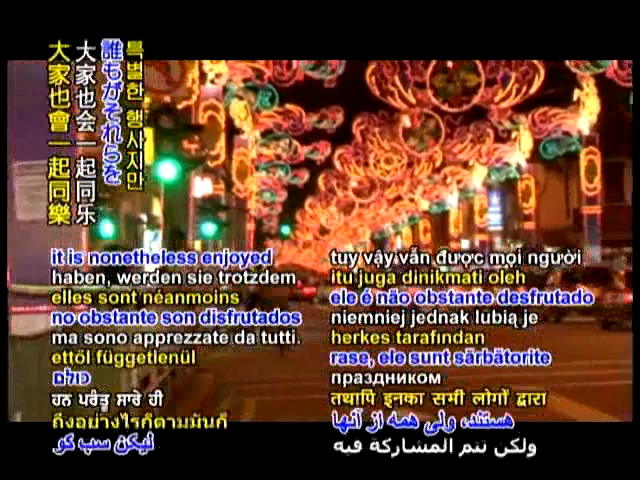 大家也會一起同樂
大家也会一起同乐
誰もがそれらを
특별한 행사지만
it is nonetheless enjoyed
haben, werden sie trotzdem
elles sont néanmoins
no obstante son disfrutados
ma sono apprezzate da tutti.
ettől függetlenül
כולם
ਹਨ ਪਰੰਤੂ ਸਾਰੇ ਹੀ
ถึงอย่างไรก็ตามมันก็
لیکن سب کو
tuy vậy vẫn được mọi người
itu juga dinikmati oleh
ele é não obstante desfrutado
niemniej jednak lubią je
herkes tarafından
rase, ele sunt sărbătorite
праздником
तथापि इनका सभी लोगों द्वारा
هستند، ولی همه از آنها
ولكن تتم المشاركة فيه